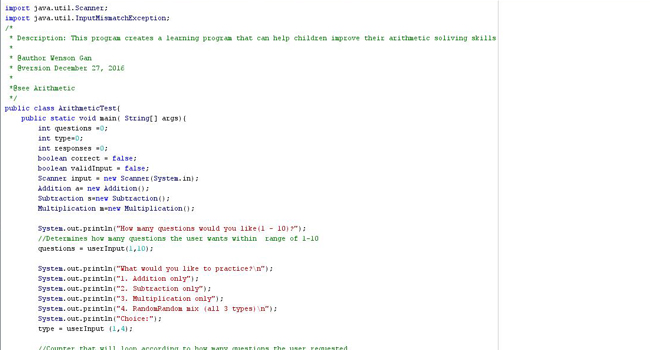 import java.util.Scanner;
import java.util.InputMismatchException;
/*
* Description: This program creates a learning program that can help children improve their arithmetic soliving skills
*
* @author Wenson Gan
* @version December 27, 2016
*
*@see Arithmetic
*/
public class ArithmeticTest{
public static void main( String[] args){
int questions =0;
int type=0;
int responses =0;
boolean correct = false;
boolean validInput = false;
Scanner input = new Scanner(System.in);
Addition a= new Addition();
Subtraction s=new Subtraction();
Multiplication m=new Multiplication();
System.out.println("How many questions would you like(1 - 10)?");
//Determines how many questions the user wants within  range of 1-10
questions = userInput(1,10);
System.out.println("What would you like to practice?\n");
System.out.println("1. Addition only");
System.out.println("2. Subtraction only");
System.out.println("3. Multiplication only");
System.out.println("4. RandomRandom mix (all 3 types)\n");
System.out.println("Choice:");
type = userInput (1,4);
//Counter that will loop according to how many questions the user requested